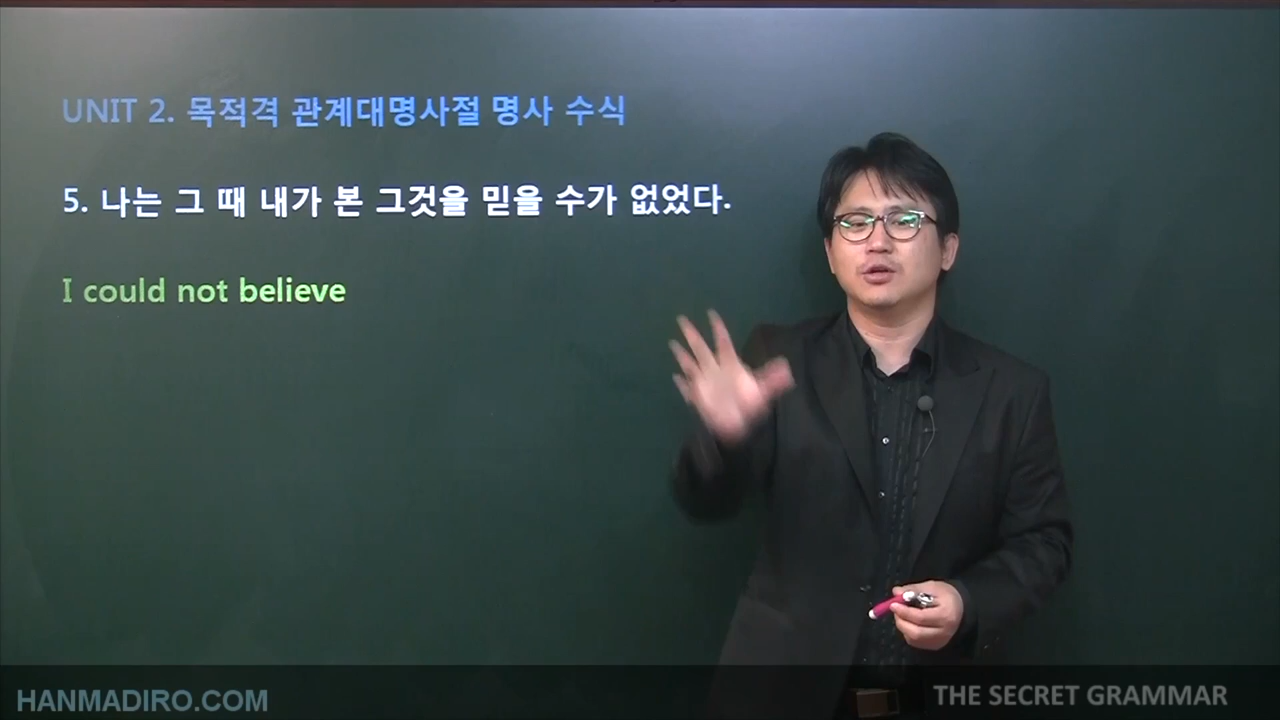 UNIT 2. 목적격 관계대명사절 명사 수식
5. 나는 그 때 내가 본 그것을 믿을 수가 없었다.
I could not believe
HANMADIRO.COM
THE SECRET GRAMMAR